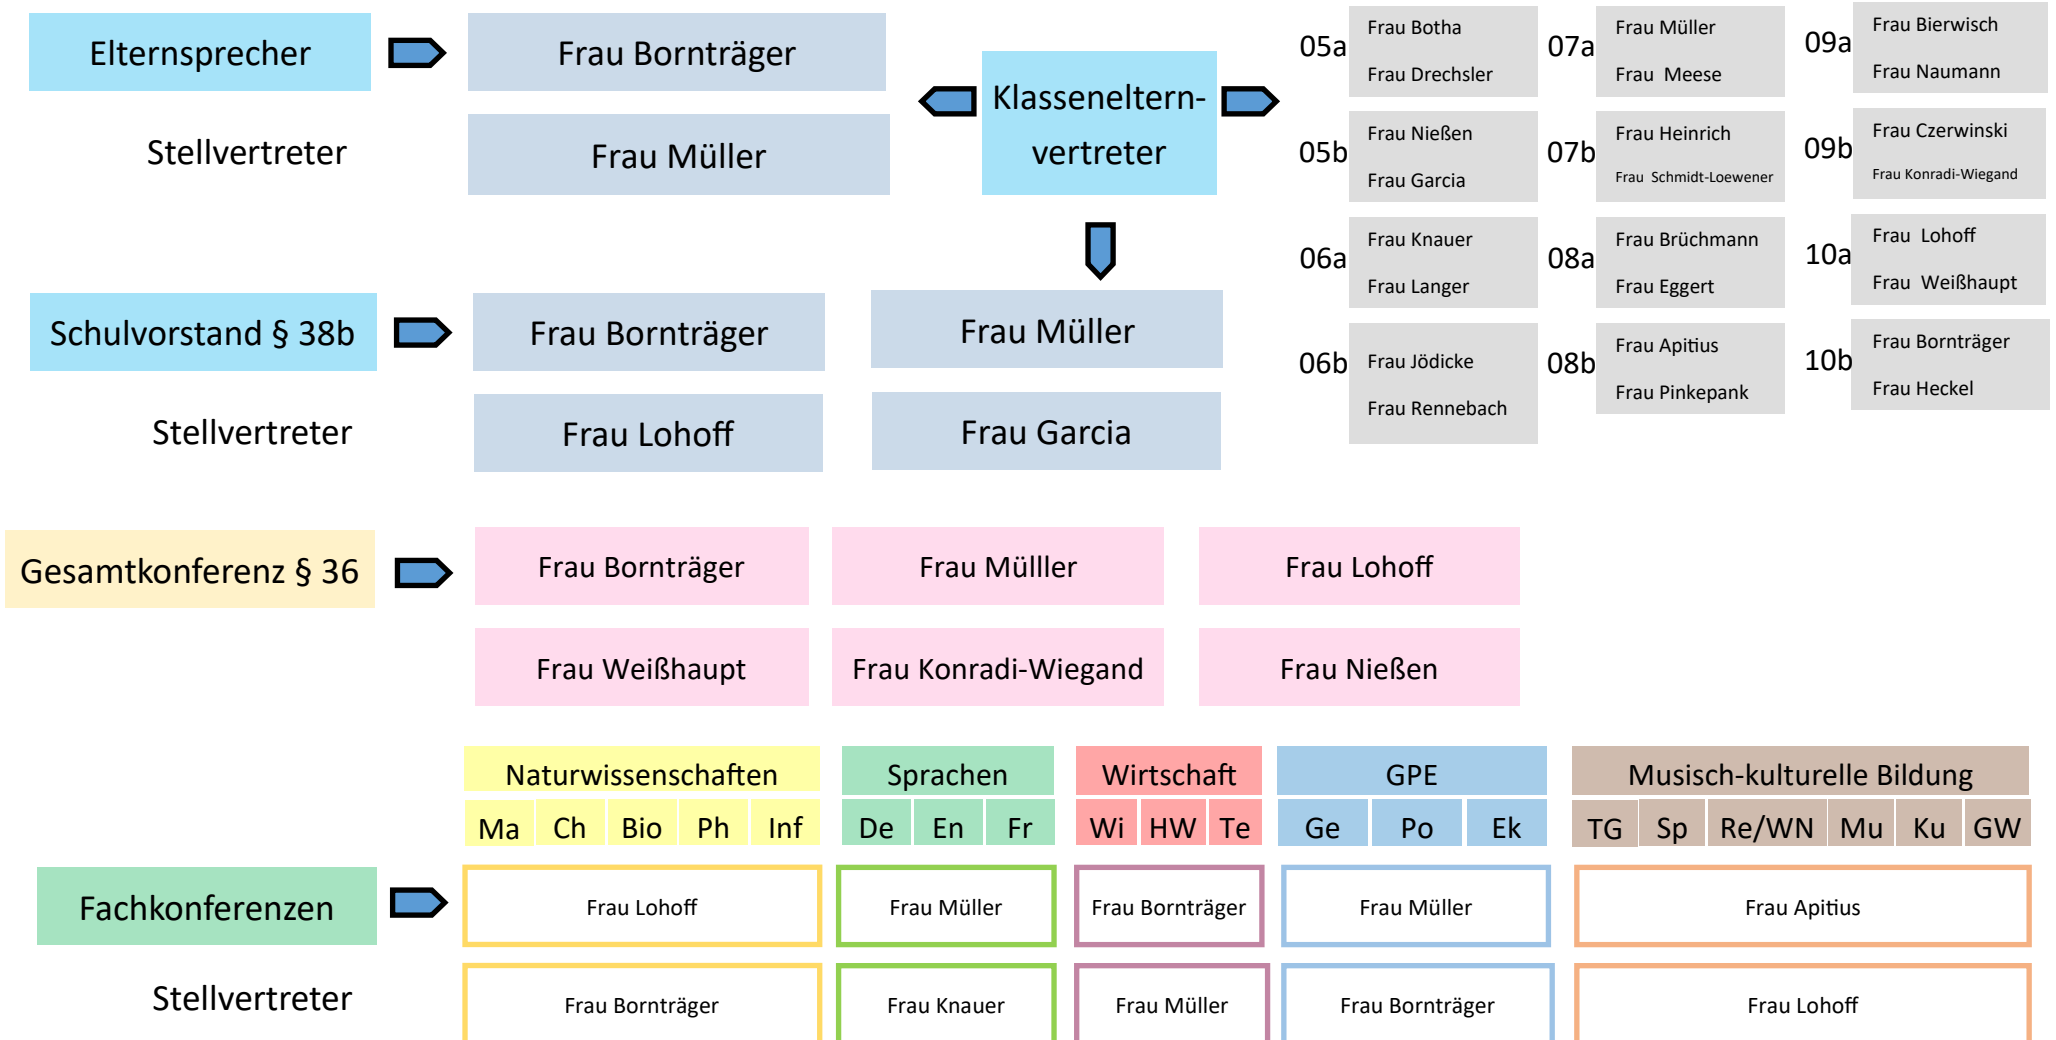 Elternsprecher
Frau Bornträger
Stellvertreter
Frau Müller
Klasseneltern-
vertreter
05a
Frau Botha
Frau Drechsler
07a
Frau Müller
Frau Meese
09a
Frau Bierwisch
Frau Naumann
05b
Frau Nießen
Frau Garcia
07b
Frau Heinrich
Frau Schmidt-Loewener
09b
Frau Czerwinski
Frau Konradi-Wiegand
06a
Frau Knauer
Frau Langer
08a
Frau Brüchmann
Frau Eggert
10a
Frau Lohoff
Frau Weißhaupt
06b
Frau Jödicke
Frau Rennebach
08b
Frau Apitius
Frau Pinkepank
10b
Frau Bornträger
Frau Heckel
Schulvorstand § 38b
Frau Bornträger
Frau Müller
Stellvertreter
Frau Lohoff
Frau Garcia
Gesamtkonferenz § 36
Frau Bornträger
Frau Mülller
Frau Lohoff
Frau Weißhaupt
Frau Konradi-Wiegand
Frau Nießen
Naturwissenschaften
Sprachen
Wirtschaft
GPE
Musisch-kulturelle Bildung
Ma Ch Bio Ph Inf
De En Fr
Wi HW Te
Ge Po Ek
TG Sp Re/WN Mu Ku GW
Fachkonferenzen
Frau Lohoff
Frau Müller
Frau Bornträger
Frau Müller
Frau Apitius
Stellvertreter
Frau Bornträger
Frau Knauer
Frau Müller
Frau Bornträger
Frau Lohoff